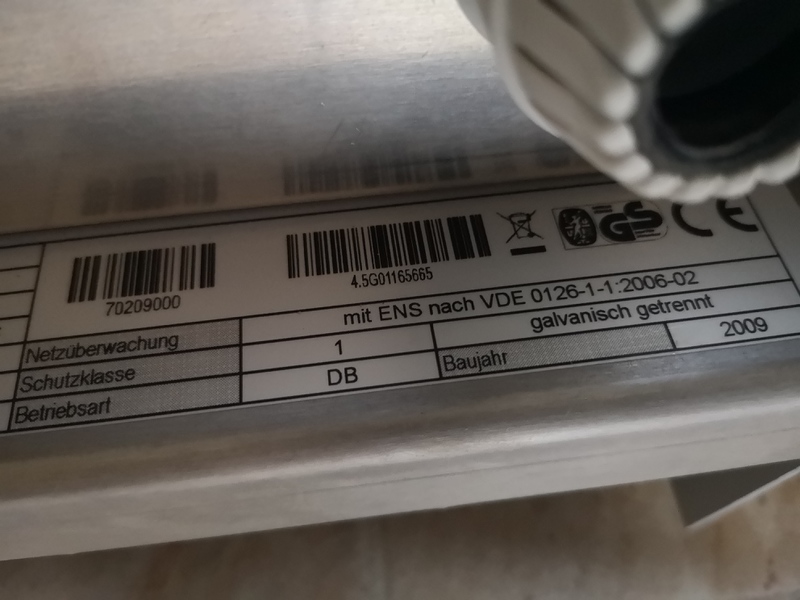 70209000
4.5G01165665
GS
CE
Netzüberwachung
mit ENS nach VDE 0126-1-1:2006-02
Schutzklasse
1
galvanisch getrennt
Betriebsart
DB
Baujahr
2009